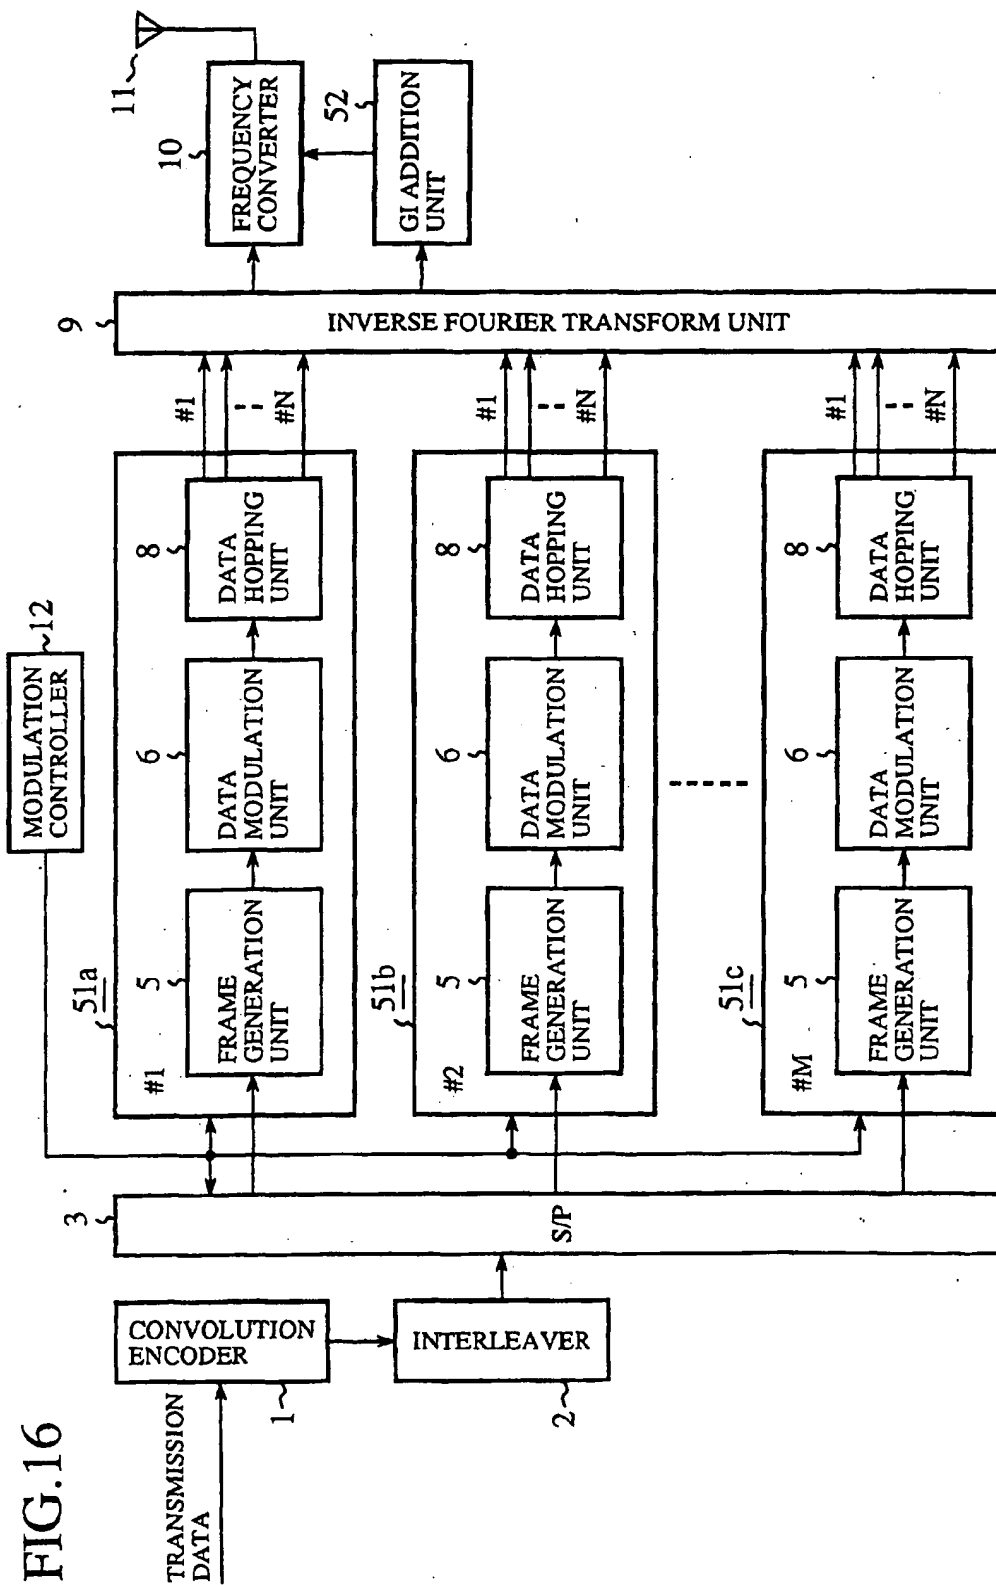 FIG.16
TRANSMISSION
DATA
CONVOLUTION
ENCODER
1
INTERLEAVER
2
3
S/P
MODULATION
CONTROLLER
12
51a
#1
5
FRAME
GENERATION
UNIT
6
DATA
MODULATION
UNIT
8
DATA
HOPPING
UNIT
#1
#N
51b
#2
5
FRAME
GENERATION
UNIT
6
DATA
MODULATION
UNIT
8
DATA
HOPPING
UNIT
#1
#N
51c
#M
5
FRAME
GENERATION
UNIT
6
DATA
MODULATION
UNIT
8
DATA
HOPPING
UNIT
#1
#N
9
INVERSE FOURIER TRANSFORM UNIT
10
FREQUENCY
CONVERTER
11
52
GI ADDITION
UNIT